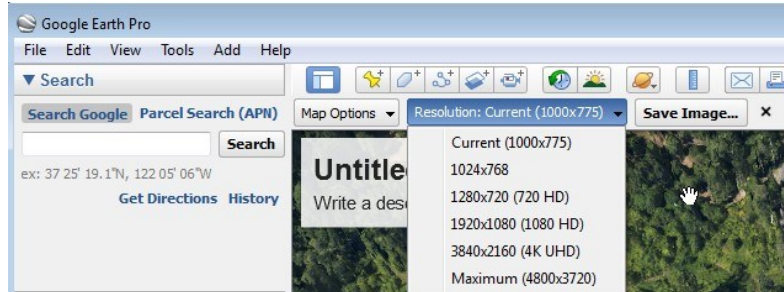 Google Earth Pro
File Edit View Tools Add Help
▼ Search
Search Google Parcel Search (APN)
Search
ex: 37 25' 19.1"N, 122 05' 06"W
Get Directions History
Map Options ▼ Resolution: Current (1000x775) ▼ Save Image... ×
Current (1000x775)
1024x768
1280x720 (720 HD)
1920x1080 (1080 HD)
3840x2160 (4K UHD)
Maximum (4800x3720)
Untitle
Write a des